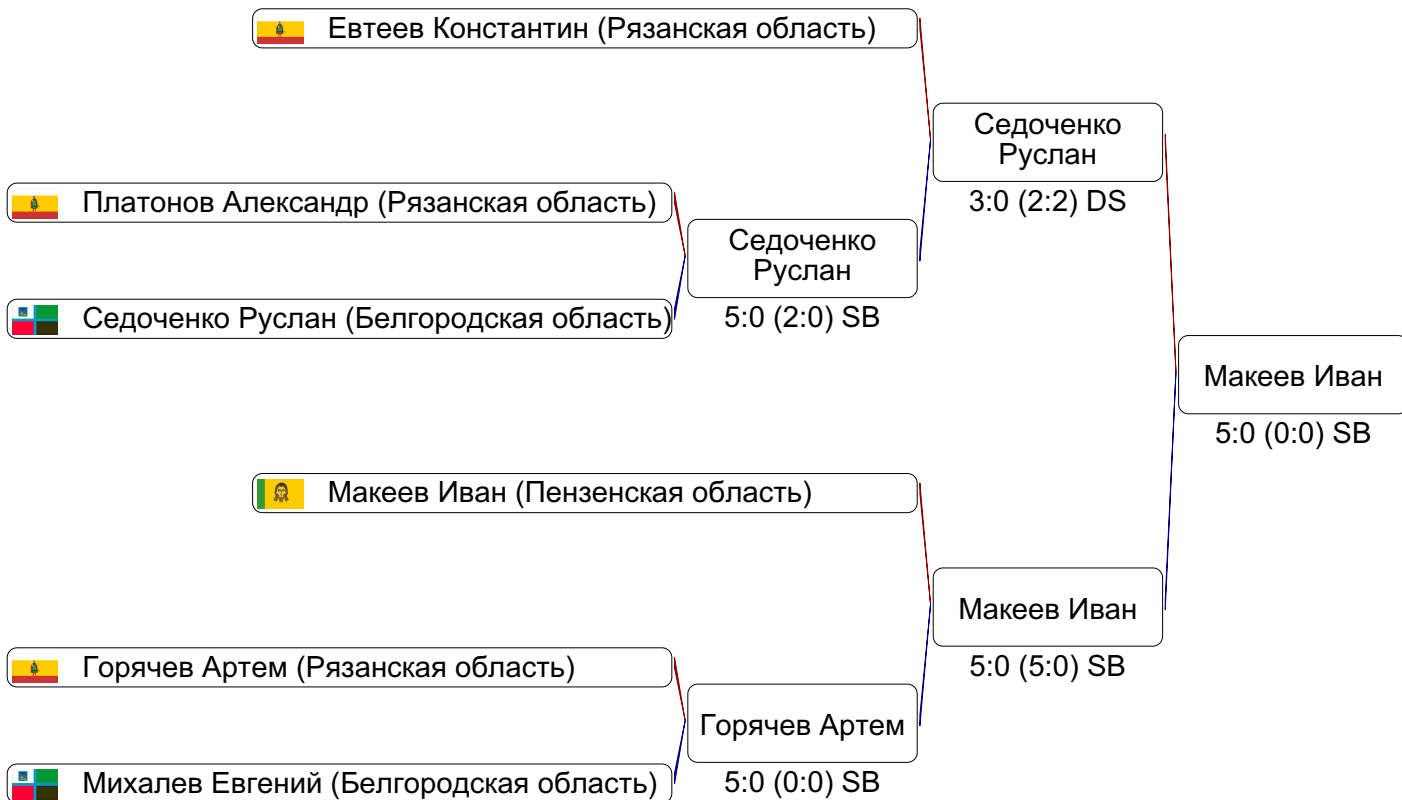 Евтеев Константин (Рязанская область)
Седоченко
Руслан
3:0 (2:2) DS
Платонов Александр (Рязанская область)
Седоченко
Руслан
5:0 (2:0) SB
Седоченко Руслан (Белгородская область)
Макеев Иван
5:0 (0:0) SB
Макеев Иван (Пензенская область)
Макеев Иван
5:0 (5:0) SB
Горячев Артем (Рязанская область)
Горячев Артем
5:0 (0:0) SB
Михалев Евгений (Белгородская область)